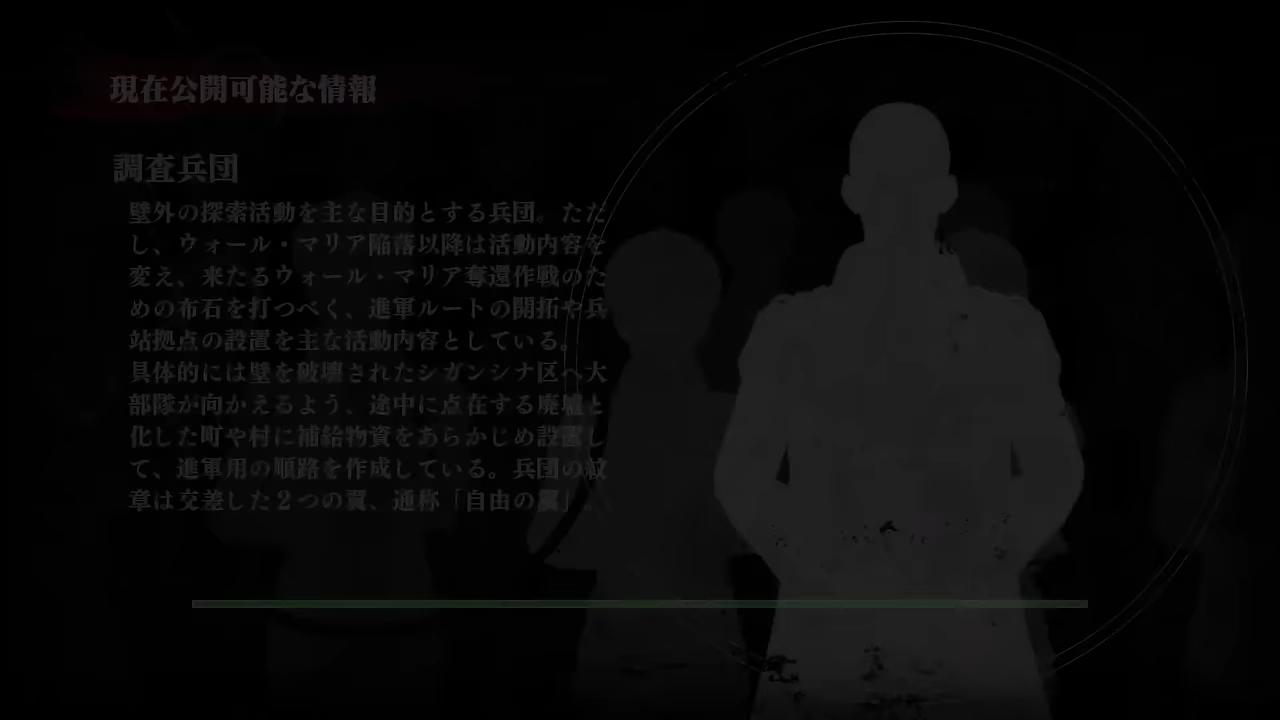 現在公開可能な情報
調査兵団
壁外の探索活動を主な目的とする兵団。ただ
し、ウォール・マリア陥落以降は活動内容を
変え、来たるウォール・マリア奪還作戦のた
めの布石を打つべく、進軍ルートの開拓や兵
站拠点の設置を主な活動内容としている。
具体的には壁を破壊されたシガンシナ区へ大
部隊が向かえるよう、途中に点在する廃墟と
化した町や村に補給物資をあらかじめ設置し
て、進軍用の順路を作成している。兵団の紋
章は交差した２つの翼、通称「自由の翼」。